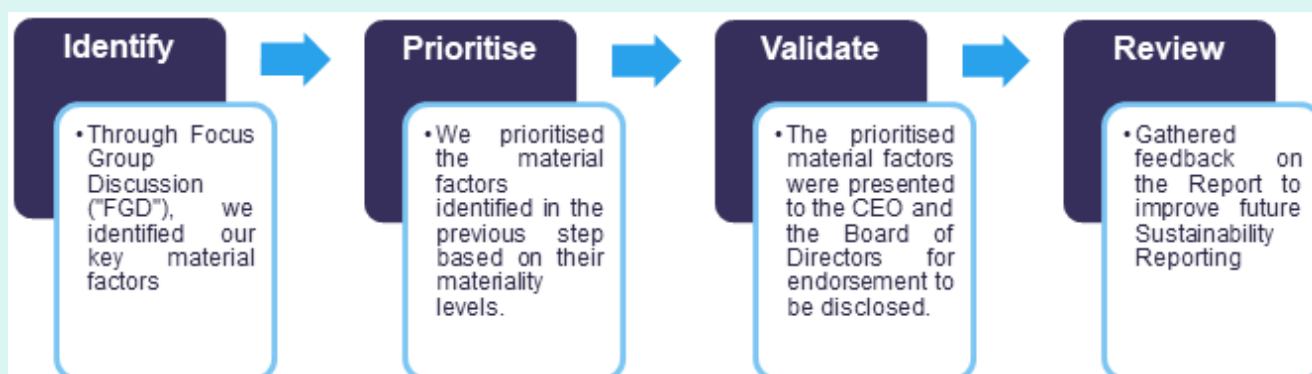 Identify
•Through Focus
Group
Discussion
("FGD"), we
identified our
key material
factors
Prioritise
•We prioritised
the material
factors
identified in the
previous step
based on their
materiality
levels.
Validate
•The prioritised
material factors
were presented
to the CEO and
the Board of
Directors for
endorsement to
be disclosed.
Review
•Gathered
feedback on
the Report to
improve future
Sustainability
Reporting